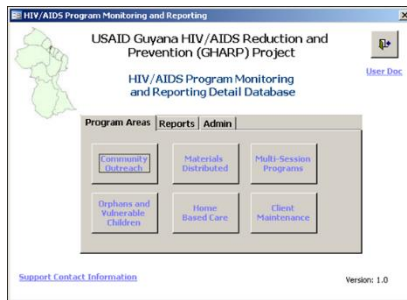 HIV/AIDS Program Monitoring and Reporting
USAID Guyana HIV/AIDS Reduction and
Prevention (GHARP) Project
User Doc
HIV/AIDS Program Monitoring
and Reporting Detail Database
Program Areas Reports Admin
Community
Outreach
Materials
Distributed
Multi-Session
Programs
Orphans and
Vulnerable
Children
Home
Based Care
Client
Maintenance
Support Contact Information
Version: 1.0